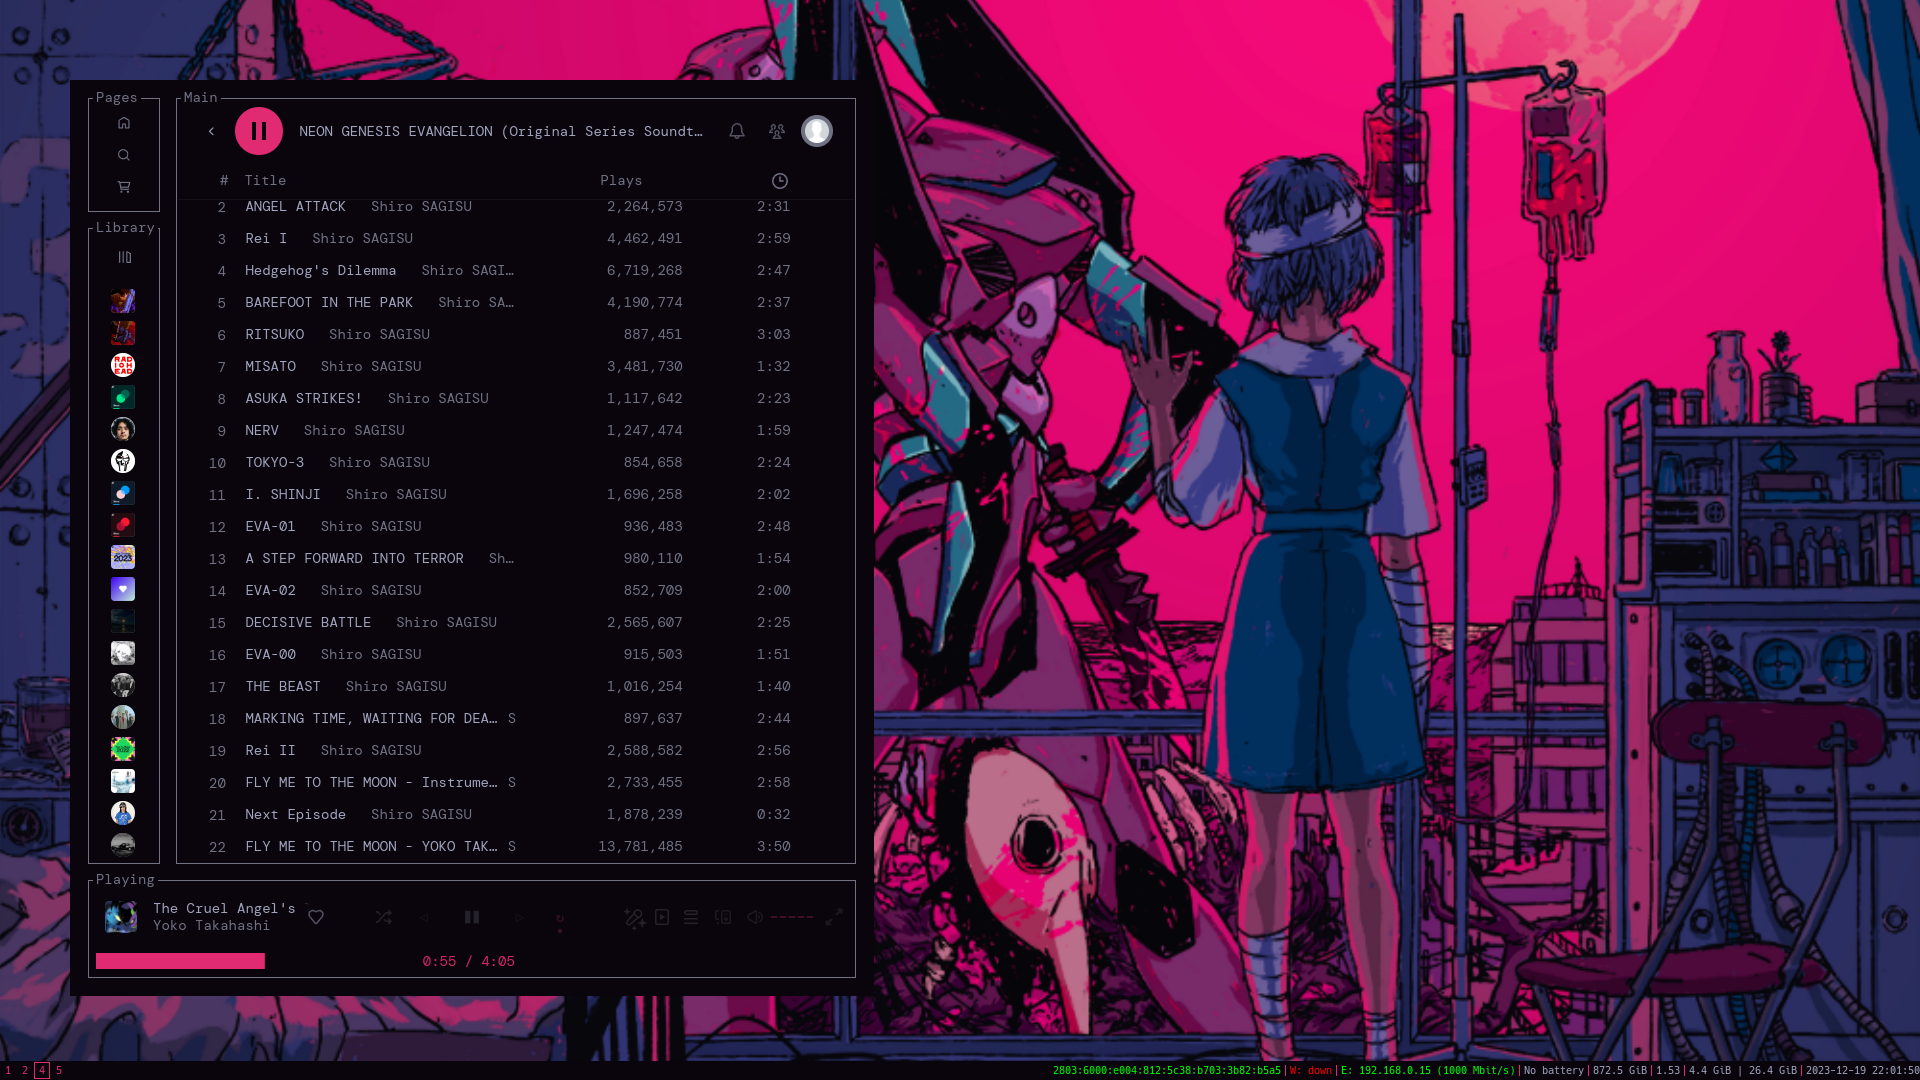 Pages
Main
NEON GENESIS EVANGELION (Original Series Soundt…
# Title Plays
2 ANGEL ATTACK Shiro SAGISU 2,264,573 2:31
3 Rei I Shiro SAGISU 4,462,491 2:59
4 Hedgehog's Dilemma Shiro SAGI… 6,719,268 2:47
5 BAREFOOT IN THE PARK Shiro SA… 4,190,774 2:37
6 RITSUKO Shiro SAGISU 887,451 3:03
7 MISATO Shiro SAGISU 3,481,730 1:32
8 ASUKA STRIKES! Shiro SAGISU 1,117,642 2:23
9 NERV Shiro SAGISU 1,247,474 1:59
10 TOKYO-3 Shiro SAGISU 854,658 2:24
11 I. SHINJI Shiro SAGISU 1,696,258 2:02
12 EVA-01 Shiro SAGISU 936,483 2:48
13 A STEP FORWARD INTO TERROR Sh… 980,110 1:54
14 EVA-02 Shiro SAGISU 852,709 2:00
15 DECISIVE BATTLE Shiro SAGISU 2,565,607 2:25
16 EVA-00 Shiro SAGISU 915,503 1:51
17 THE BEAST Shiro SAGISU 1,016,254 1:40
18 MARKING TIME, WAITING FOR DEA… S 897,637 2:44
19 Rei II Shiro SAGISU 2,588,582 2:56
20 FLY ME TO THE MOON - Instrume… S 2,733,455 2:58
21 Next Episode Shiro SAGISU 1,878,239 0:32
22 FLY ME TO THE MOON - YOKO TAK… S 13,781,485 3:50
Library
RAD
IOH
EAD
2023
Playing
The Cruel Angel's
Yoko Takahashi
0:55 / 4:05
1 2 4 5
2803:6000:e004:812:5c38:b703:3b82:b5a5|W: down|E: 192.168.0.15 (1000 Mbit/s)|No battery|872.5 GiB|1.53|4.4 GiB | 26.4 GiB|2023-12-19 22:01:50